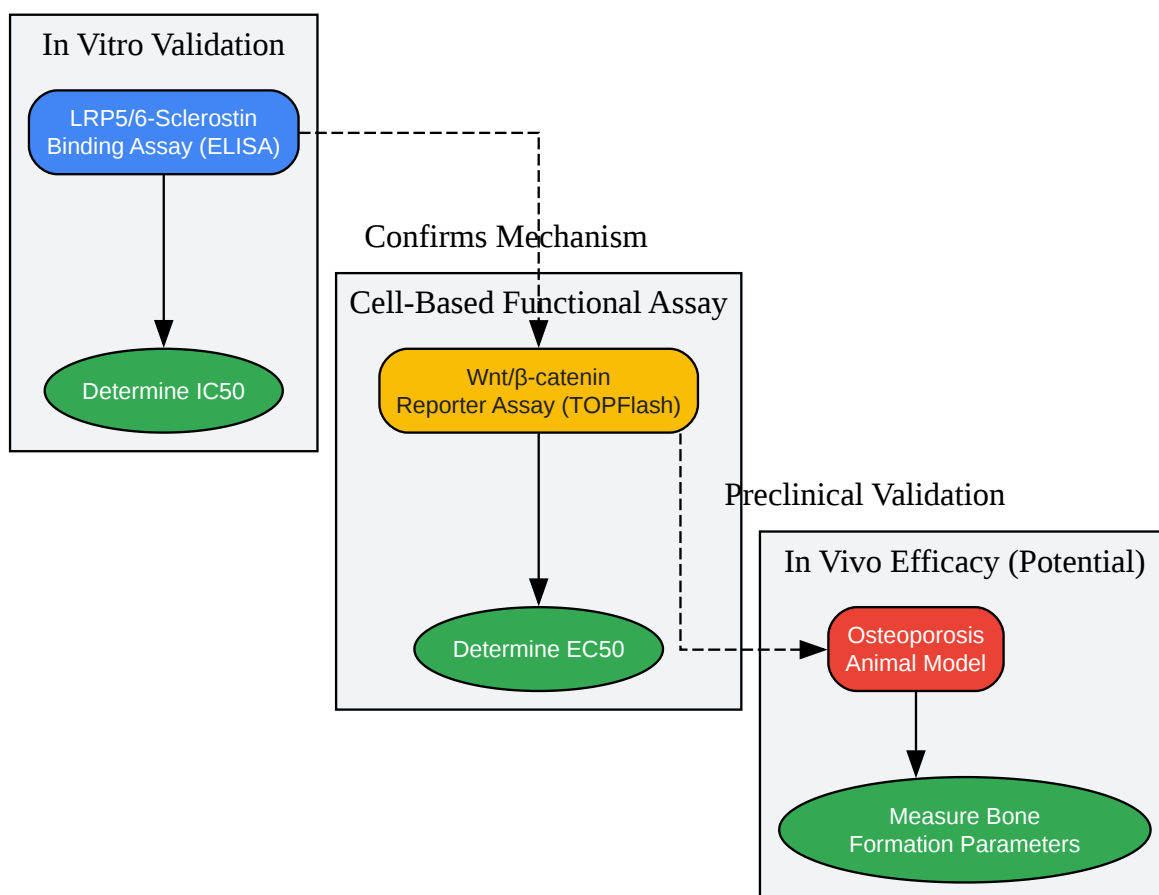 In Vitro Validation
LRP5/6-Sclerostin
Binding Assay (ELISA)
Determine IC50
Confirms Mechanism
Cell-Based Functional Assay
Wnt/β-catenin
Reporter Assay (TOPFlash)
Determine EC50
Preclinical Validation
In Vivo Efficacy (Potential)
Osteoporosis
Animal Model
Measure Bone
Formation Parameters